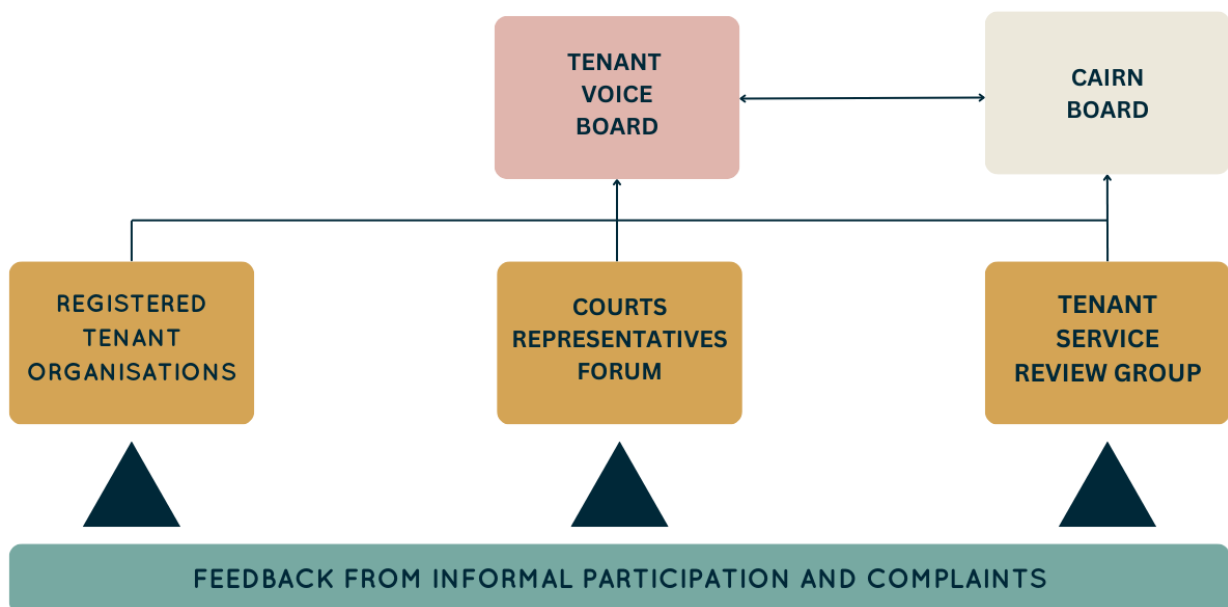 TENANT
VOICE
BOARD
CAIRN
BOARD
REGISTERED
TENANT
ORGANISATIONS
COURTS
REPRESENTATIVES
FORUM
TENANT
SERVICE
REVIEW GROUP
FEEDBACK FROM INFORMAL PARTICIPATION AND COMPLAINTS